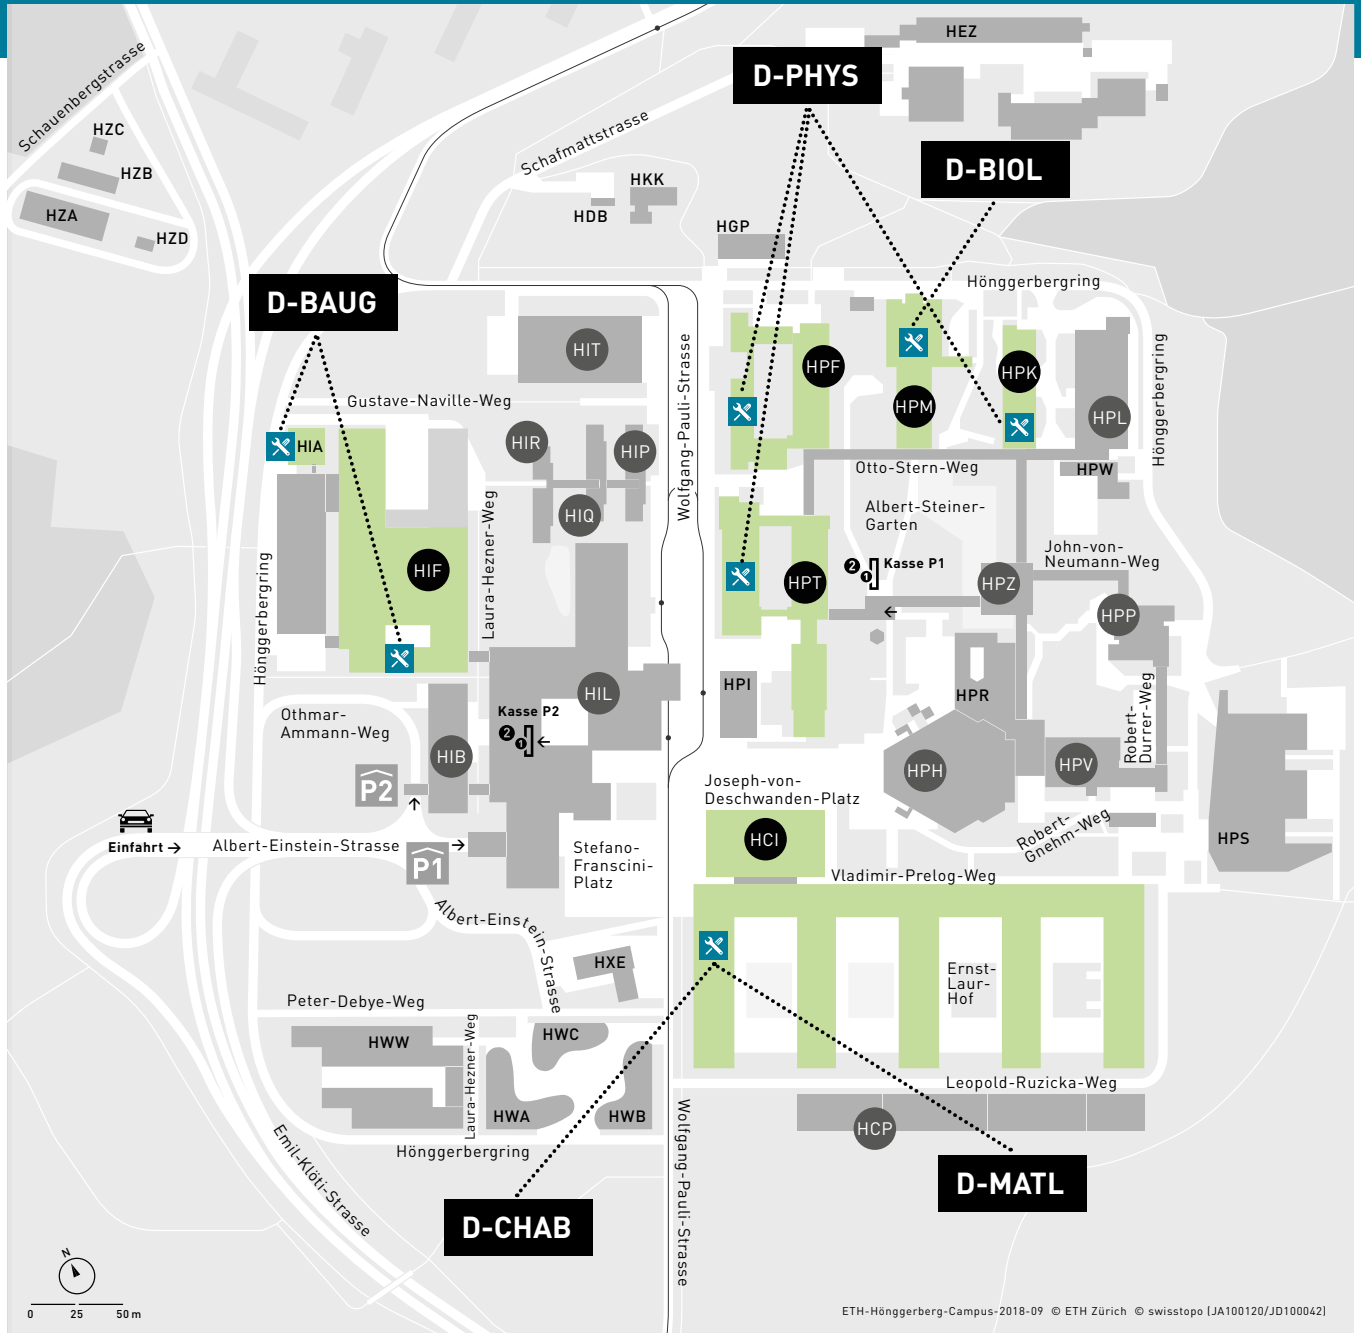 HEZ
D-PHYS
Schauenbergstrasse
HZC
HZB
HZA
HZD
Schafmattstrasse
HKK
HDB
HGP
D-BIOL
D-BAUG
Hönggerbergring
HIT
Wolfgang-Pauli-Strasse
HPF
HPM
HPK
HPL
Hönggerbergring
Gustave-Naville-Weg
HIA
HIR
HIP
HIQ
Otto-Stern-Weg
HPW
Albert-Steiner-
Garten
Laura-Hezner-Weg
HIF
Hönggerbergring
HPT
2
1
Kasse P1
HPZ
John-von-
Neumann-Weg
HPP
HIL
HPI
HPR
Robert-
Durrer-Weg
Othmar-
Ammann-Weg
Kasse P2
2
1
HIB
P2
HPH
HPV
Joseph-von-
Deschwanden-Platz
HCI
Robert-
Gnehm-Weg
HPS
Einfahrt →
Albert-Einstein-Strasse
P1
Stefano-
Franscini-
Platz
Vladimir-Prelog-Weg
Albert-Einstein-Strasse
HXE
Ernst-
Laur-
Hof
Peter-Debye-Weg
HWW
Laura-Hezner-Weg
HWC
HWA
HWB
Leopold-Ruzicka-Weg
HCP
Hönggerbergring
Emil-Klöti-Strasse
Wolfgang-Pauli-Strasse
D-MATL
D-CHAB
N
0 25 50 m
ETH-Hönggerberg-Campus-2018-09 © ETH Zürich © swisstopo (JA100120/JD100042)